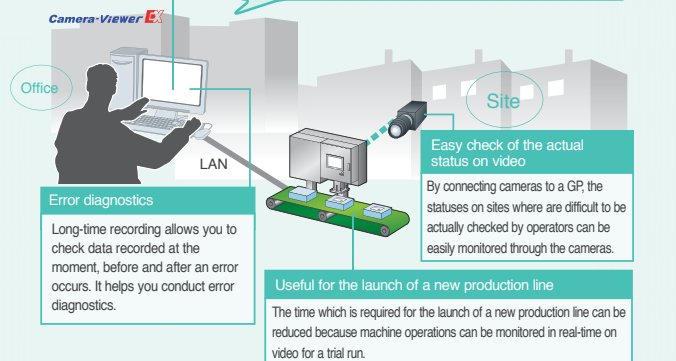 Camera-Viewer EX
Office
Site
LAN
Easy check of the actual
status on video
By connecting cameras to a GP, the
statuses on sites where are difficult to be
actually checked by operators can be
easily monitored through the cameras.
Error diagnostics
Long-time recording allows you to
check data recorded at the
moment, before and after an error
occurs. It helps you conduct error
diagnostics.
Useful for the launch of a new production line
The time which is required for the launch of a new production line can be
reduced because machine operations can be monitored in real-time on
video for a trial run.